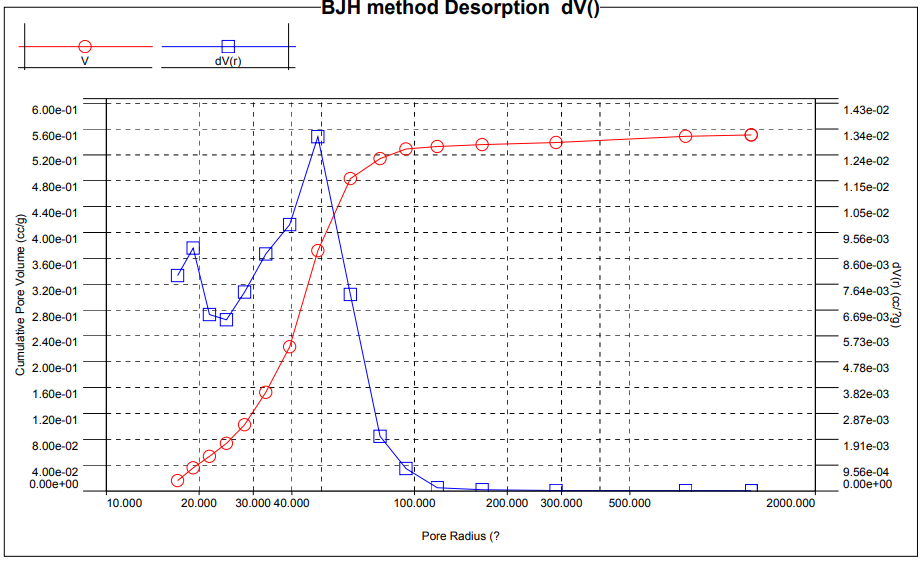 BJH method Desorption dV()
V
dV(r)
6.00e-01
5.60e-01
5.20e-01
4.80e-01
4.40e-01
4.00e-01
3.60e-01
3.20e-01
2.80e-01
2.40e-01
2.00e-01
1.60e-01
1.20e-01
8.00e-02
4.00e-02
0.00e+00
Cumulative Pore Volume (cc/g)
1.43e-02
1.34e-02
1.24e-02
1.15e-02
1.05e-02
9.56e-03
8.60e-03
7.64e-03
6.69e-03
5.73e-03
4.78e-03
3.82e-03
2.87e-03
1.91e-03
9.56e-04
0.00e+00
dV(r) (cc/?g)
10.000 20.000 30.000 40.000 100.000 200.000 300.000 500.000 2000.000
Pore Radius (?